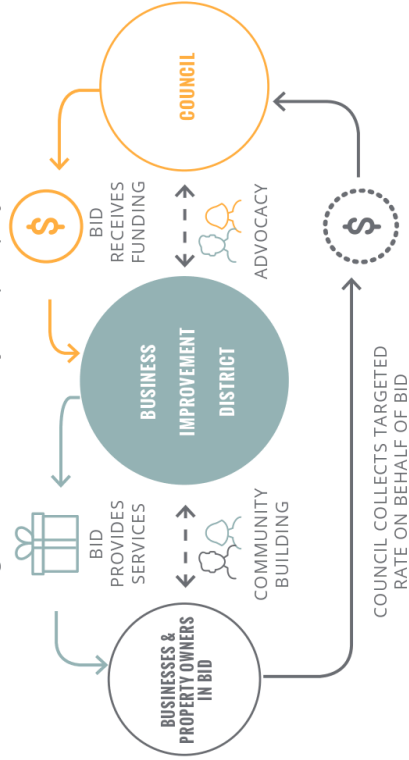 BUSINESSES &
PROPERTY OWNERS
IN BID
BID
PROVIDES
SERVICES
COMMUNITY
BUILDING
BUSINESS
IMPROVEMENT
DISTRICT
BID
RECEIVES
FUNDING
$
ADVOCACY
COUNCIL
$
COUNCIL COLLECTS TARGETED
RATE ON BEHALF OF BID